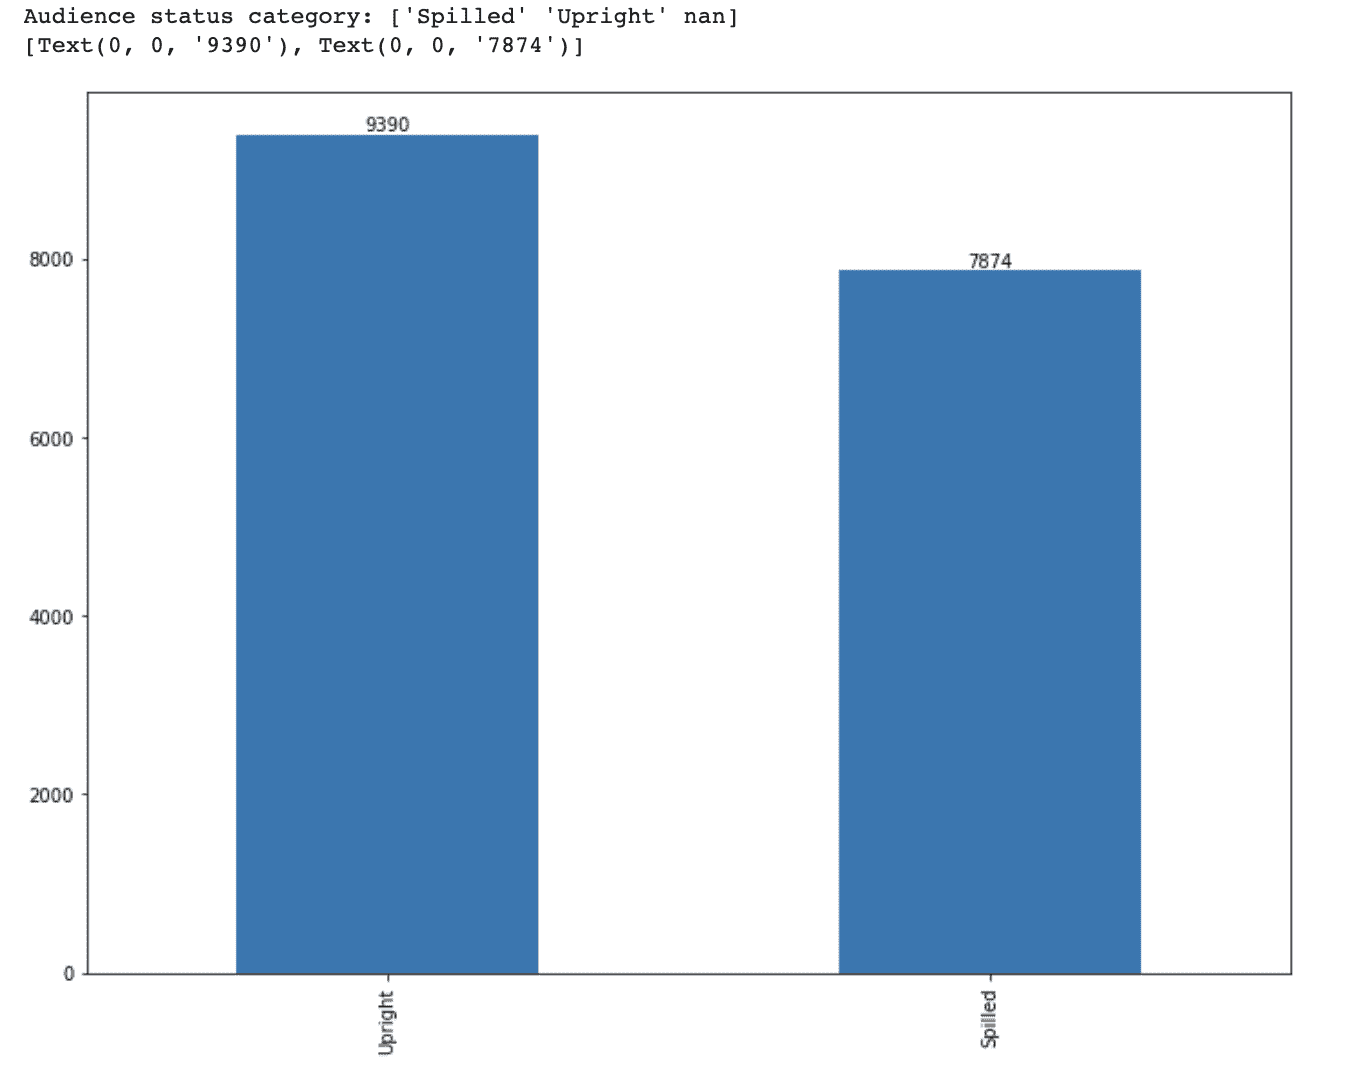 Audience status category: ['Spilled' 'Upright' nan]
[Text(0, 0, '9390'), Text(0, 0, '7874')]
9390
7874
8000
6000
4000
2000
0
Upright
Spilled